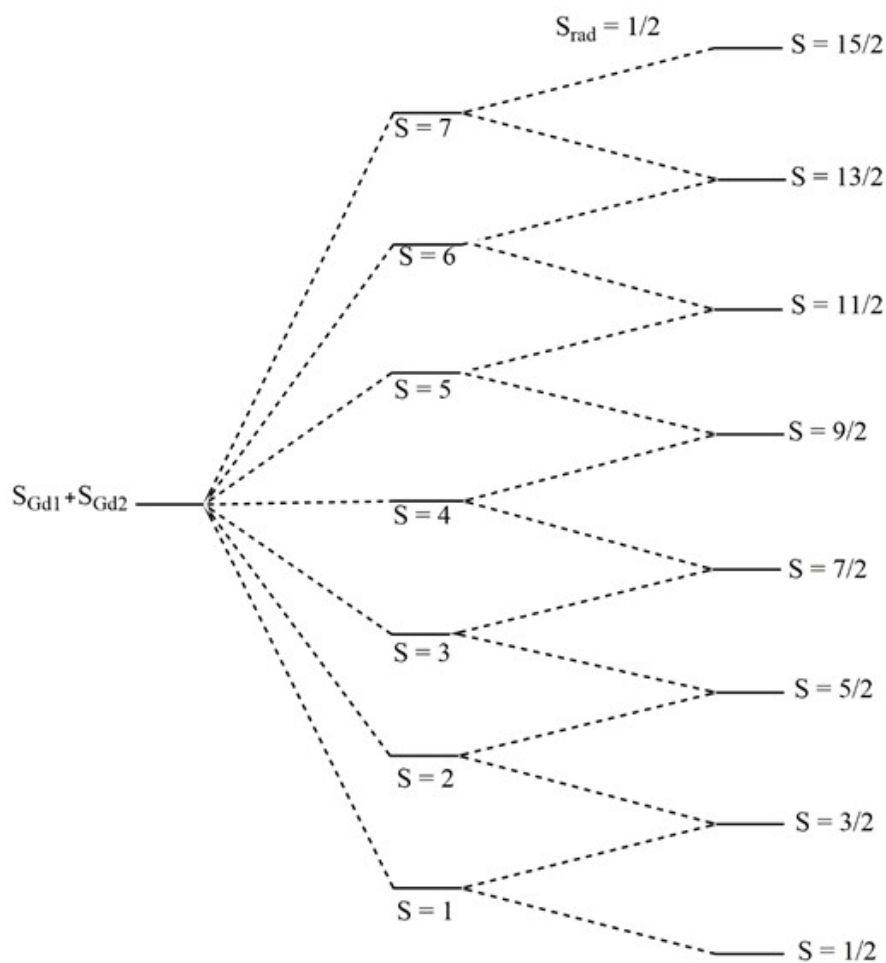 S_rad = 1/2
S = 15/2
S = 7
S = 13/2
S = 6
S = 11/2
S = 5
S = 9/2
S_Gd1+S_Gd2
S = 4
S = 7/2
S = 3
S = 5/2
S = 2
S = 3/2
S = 1
S = 1/2